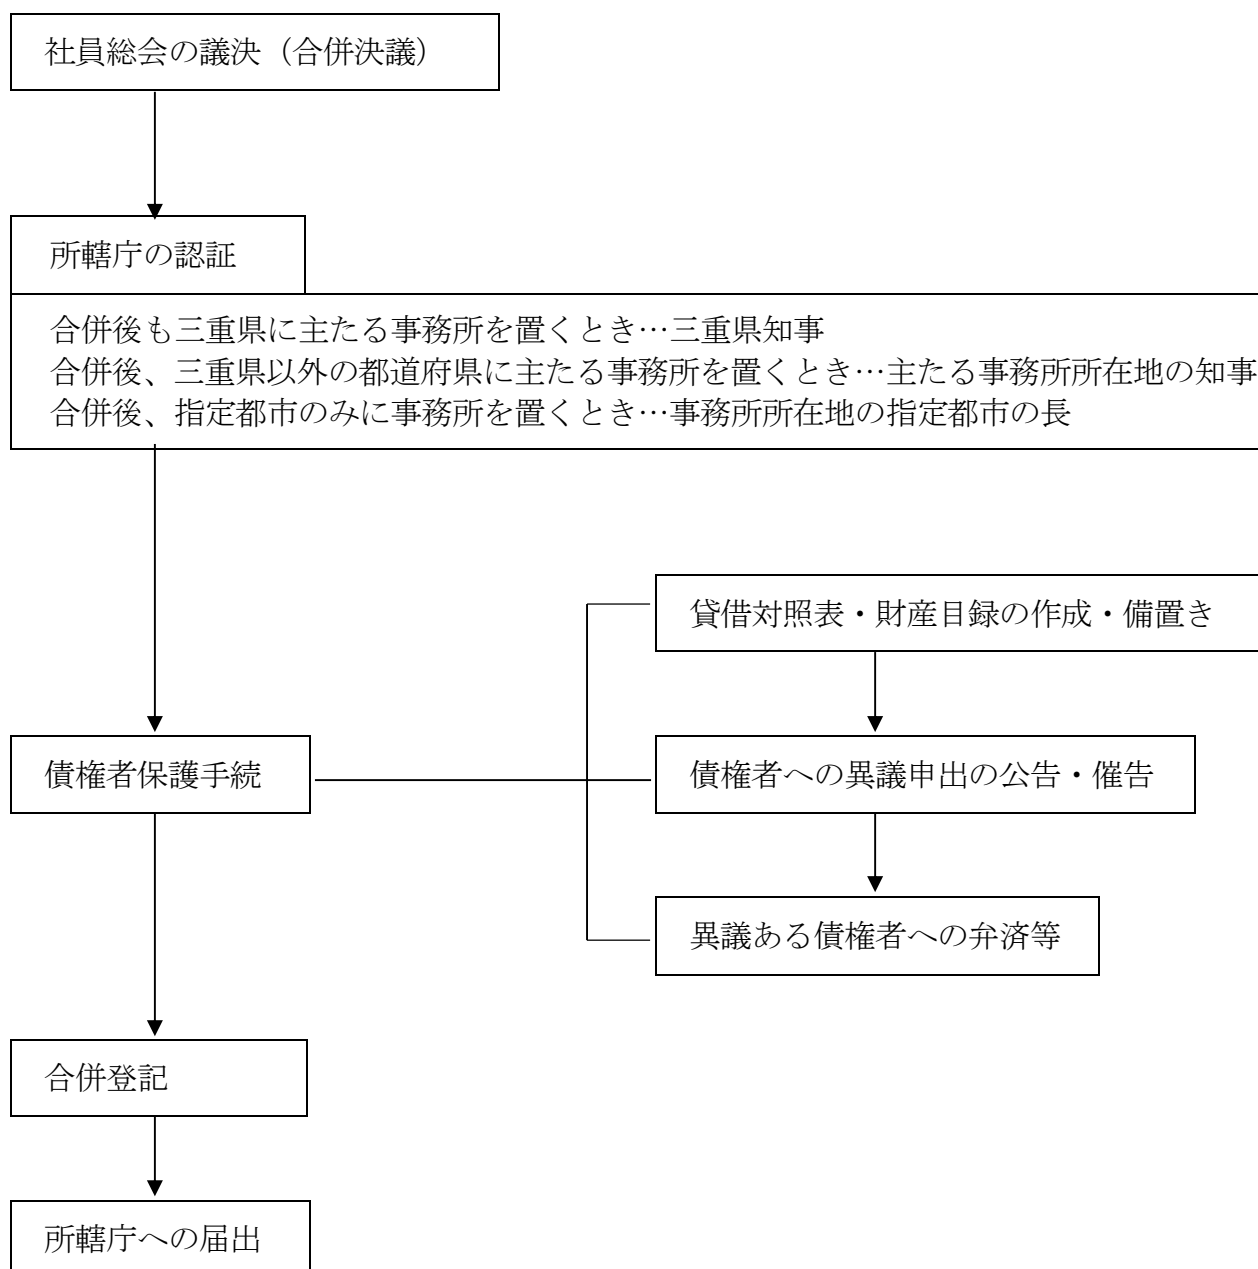 社員総会の議決（合併決議）
所轄庁の認証
合併後も三重県に主たる事務所を置くとき…三重県知事
合併後、三重県以外の都道府県に主たる事務所を置くとき…主たる事務所所在地の知事
合併後、指定都市のみに事務所を置くとき…事務所所在地の指定都市の長
貸借対照表・財産目録の作成・備置き
債権者保護手続
債権者への異議申出の公告・催告
異議ある債権者への弁済等
合併登記
所轄庁への届出